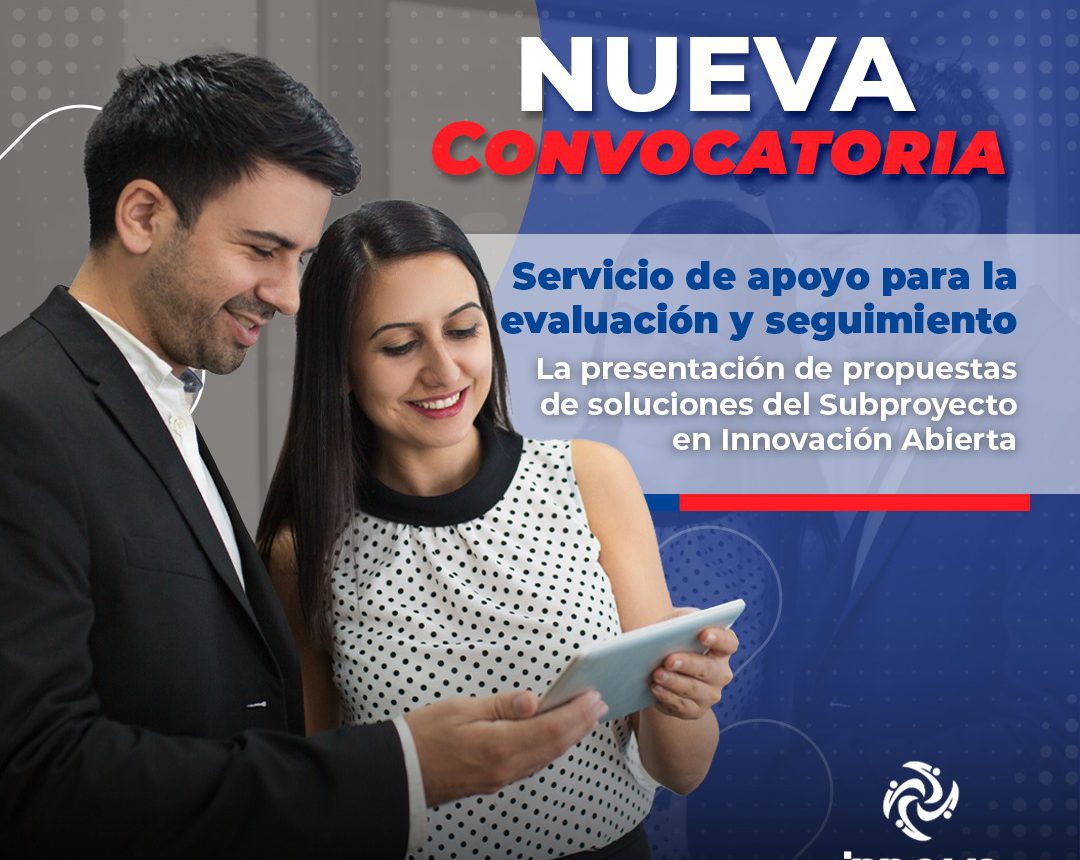 NUEVA
CONVOCATORIA
Servicio de apoyo para la
evaluación y seguimiento
La presentación de propuestas
de soluciones del Subproyecto
en Innovación Abierta